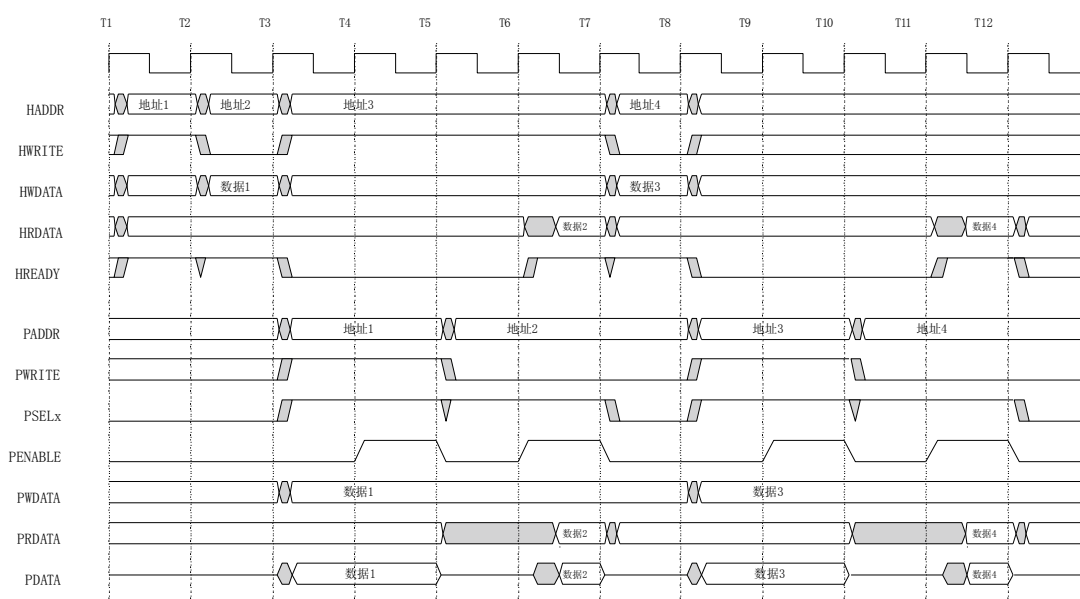 T1 T2 T3 T4 T5 T6 T7 T8 T9 T10 T11 T12
HADDR 地址1 地址2 地址3 地址4
HWRITE
HWDATA 数据1 数据3
HRDATA 数据2 数据4
HREADY
PADDR 地址1 地址2 地址3 地址4
PWRITE
PSELx
PENABLE
PWDATA 数据1 数据3
PRDATA 数据2 数据4
PDATA 数据1 数据2 数据3 数据4